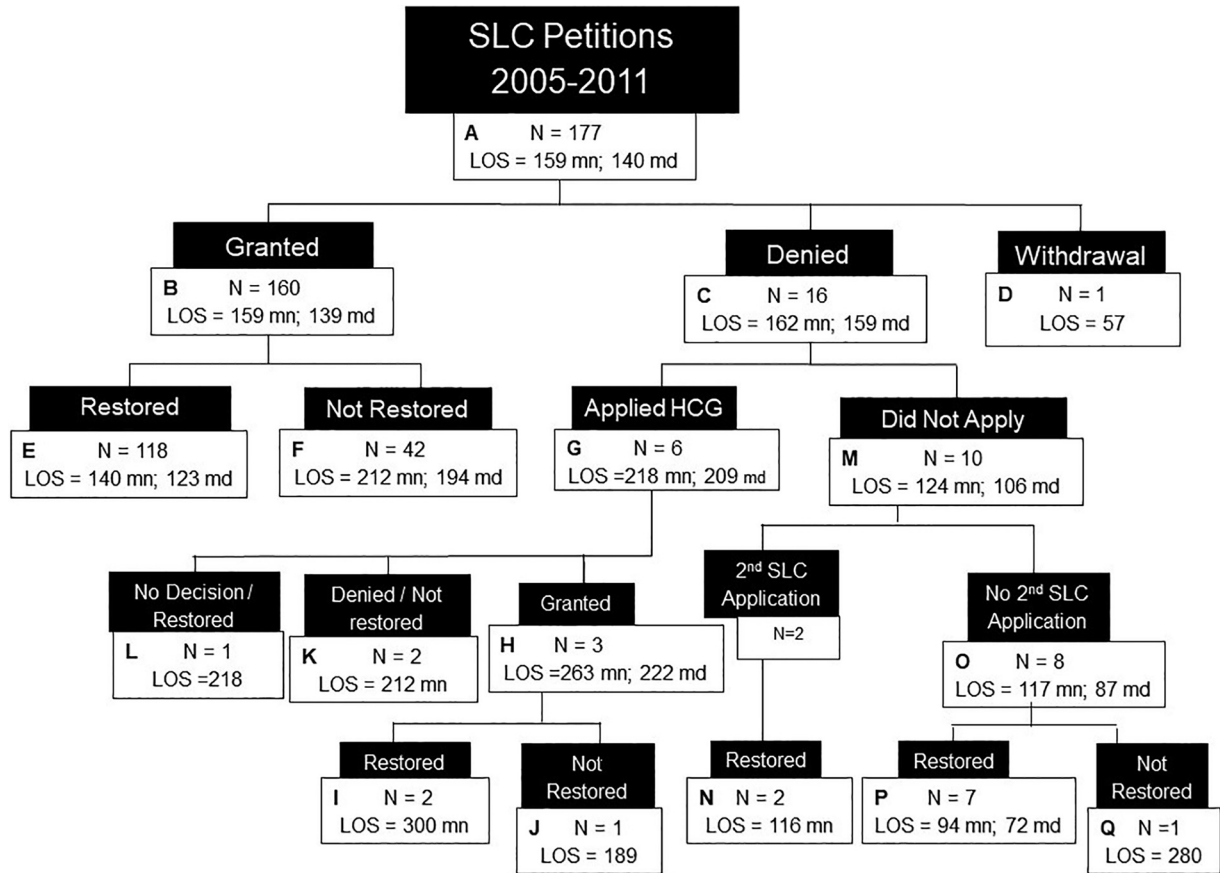 SLC Petitions
2005-2011
A N = 177
LOS = 159 mn; 140 md
Granted
B N = 160
LOS = 159 mn; 139 md
Denied
C N = 16
LOS = 162 mn; 159 md
Withdrawal
D N = 1
LOS = 57
Restored
E N = 118
LOS = 140 mn; 123 md
Not Restored
F N = 42
LOS = 212 mn; 194 md
Applied HCG
G N = 6
LOS =218 mn; 209 md
Did Not Apply
M N = 10
LOS = 124 mn; 106 md
No Decision /
Restored
L N = 1
LOS =218
Denied / Not
restored
K N = 2
LOS = 212 mn
Granted
H N = 3
LOS =263 mn; 222 md
2nd SLC
Application
N=2
No 2nd SLC
Application
O N = 8
LOS = 117 mn; 87 md
Restored
I N = 2
LOS = 300 mn
Not
Restored
J N = 1
LOS = 189
Restored
N N = 2
LOS = 116 mn
Restored
P N = 7
LOS = 94 mn; 72 md
Not
Restored
Q N =1
LOS = 280